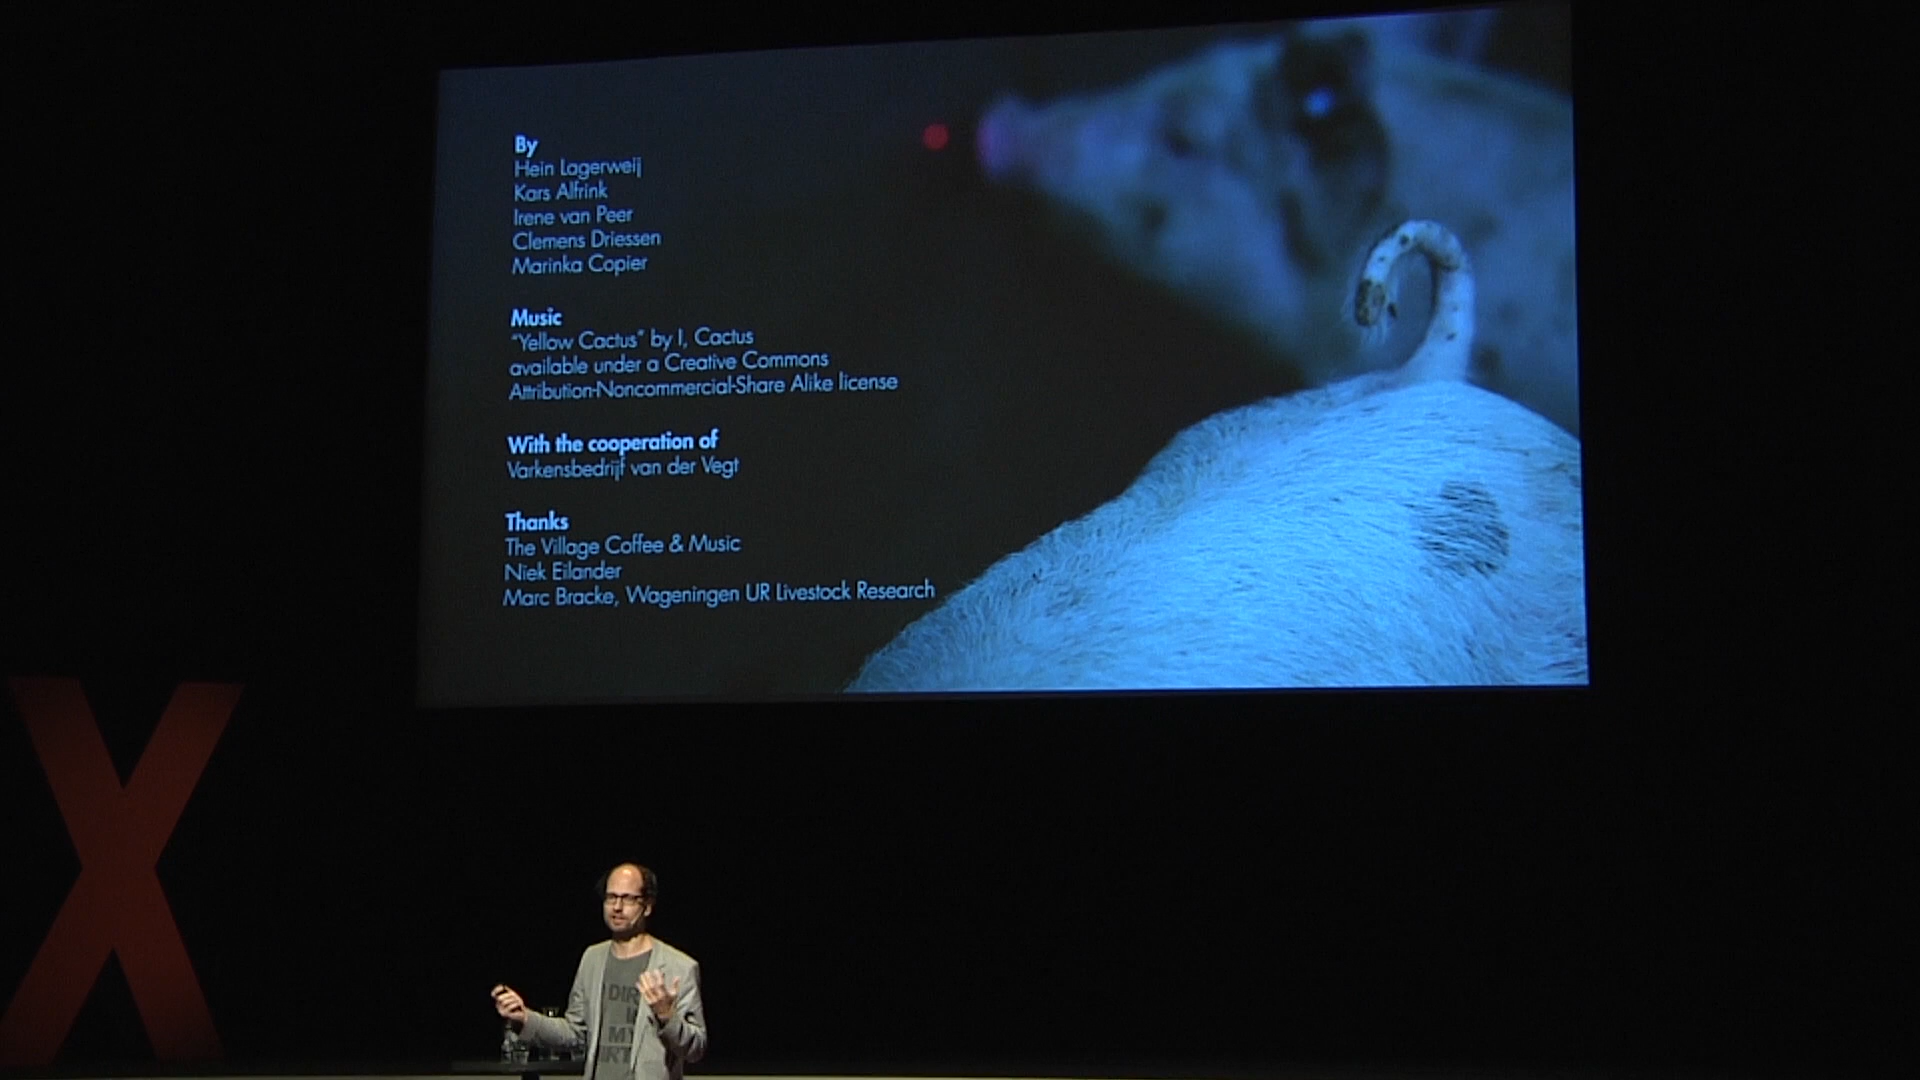 By
Hein Lagerweij
Kars Alfrink
Irene van Peer
Clemens Driessen
Marinka Copier
Music
"Yellow Cactus" by I, Cactus
available under a Creative Commons
Attribution-Noncommercial-Share Alike license
With the cooperation of
Varkensbedrijf van der Vegt
Thanks
The Village Coffee & Music
Niek Eilander
Marc Bracke, Wageningen UR Livestock Research
X
DIR
MY